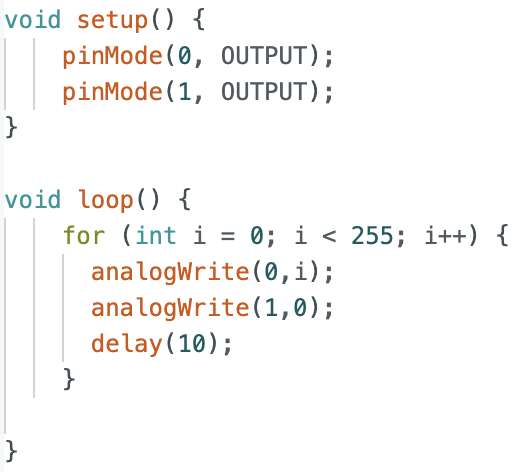 void setup() {
    pinMode(0, OUTPUT);
    pinMode(1, OUTPUT);
}

void loop() {
    for (int i = 0; i < 255; i++) {
      analogWrite(0,i);
      analogWrite(1,0);
      delay(10);
    }

}